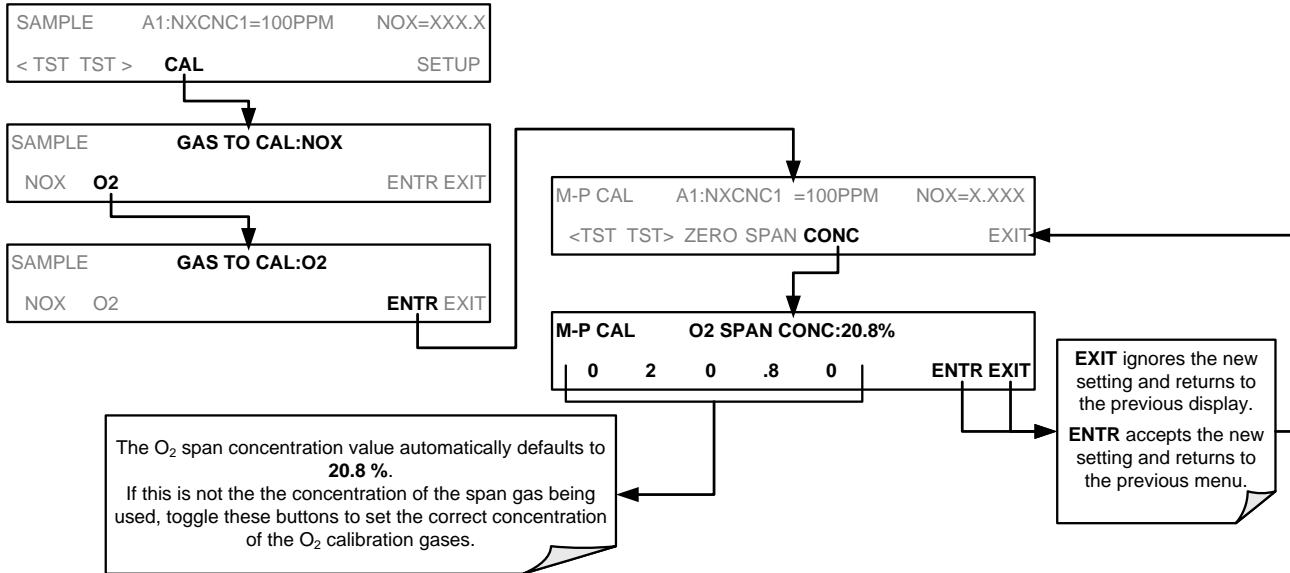 SAMPLE A1:NXCNC1=100PPM NOX=XXX.X
< TST TST > CAL SETUP
SAMPLE GAS TO CAL:NOX
NOX O2 ENTR EXIT
SAMPLE GAS TO CAL:O2
NOX O2 ENTR EXIT
M-P CAL A1:NXCNC1 =100PPM NOX=X.XXX
<TST TST> ZERO SPAN CONC EXIT
M-P CAL O2 SPAN CONC:20.8%
0 2 0 .8 0 ENTR EXIT
The O₂ span concentration value automatically defaults to
20.8 %.
If this is not the the concentration of the span gas being
used, toggle these buttons to set the correct concentration
of the O₂ calibration gases.
EXIT ignores the new
setting and returns to
the previous display.
ENTR accepts the new
setting and returns to
the previous menu.